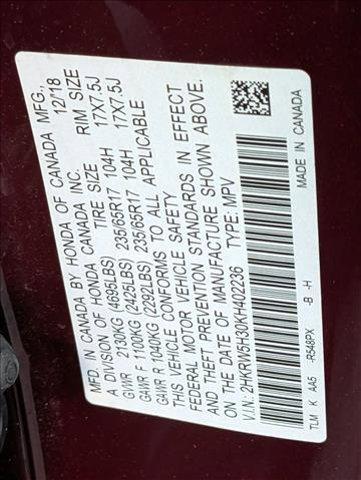 MFD. IN CANADA BY HONDA OF CANADA MFG.,
A DIVISION OF HONDA CANADA INC. 12/18
TIRE SIZE RIM SIZE
GVWR 2130KG (4695LBS) 235/65R17 104H 17X7.5J
GAWR F 1100KG (2425LBS) 235/65R17 104H 17X7.5J
GAWR R 1040KG (2292LBS)
THIS VEHICLE CONFORMS TO ALL APPLICABLE
FEDERAL MOTOR VEHICLE SAFETY
AND THEFT PREVENTION STANDARDS IN EFFECT
ON THE DATE OF MANUFACTURE SHOWN ABOVE.
V.I.N.: 2HKRW5H30KH402236 TYPE: MPV
TLM K AA5 -R548PX -B -H MADE IN CANADA